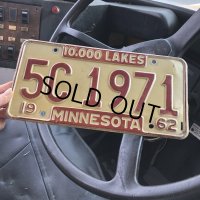 10,000 LAKES
5C·1971
SOLD OUT.
19 MINNESOTA 62